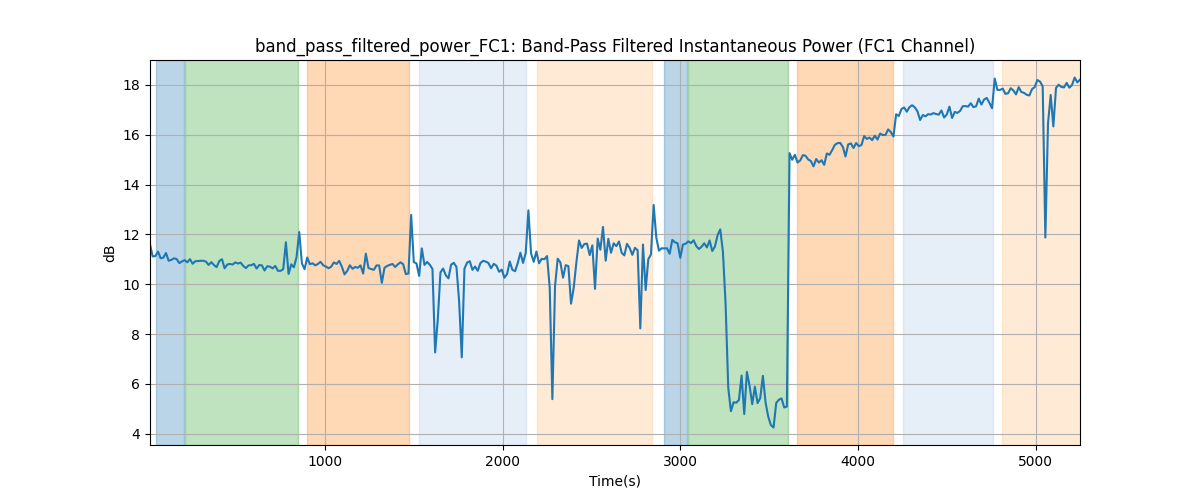 band_pass_filtered_power_FC1: Band-Pass Filtered Instantaneous Power (FC1 Channel)
18
16
14
12
10
8
6
4
dB
1000 2000 3000 4000 5000
Time(s)